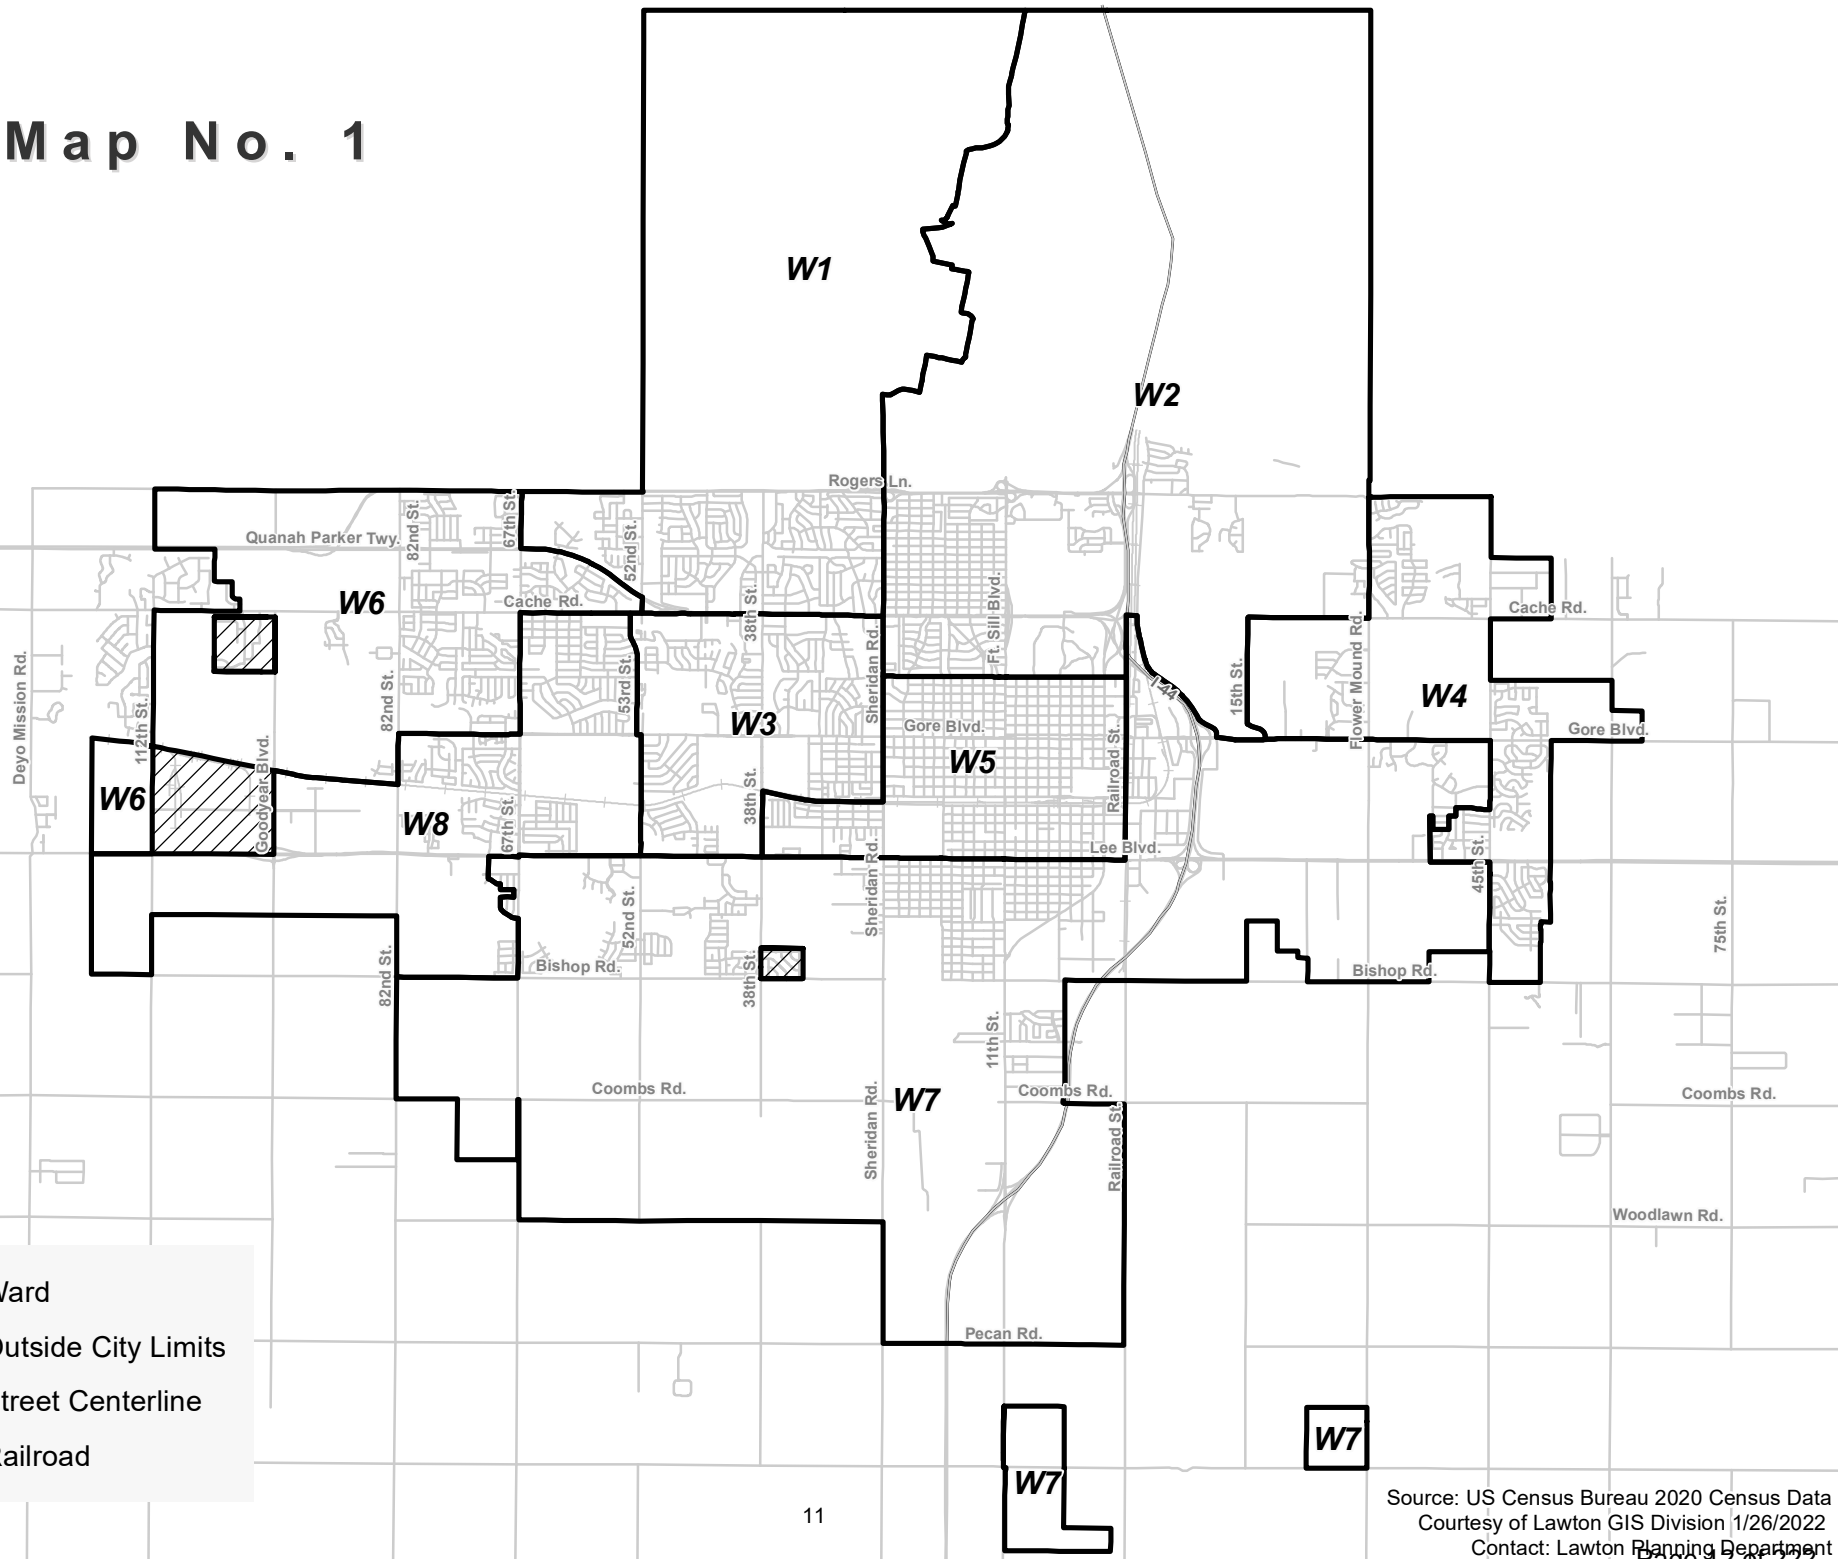 Map No. 1
W1
W2
Rogers Ln.
Quanah Parker Twy.
82nd St.
67th St.
52nd St.
38th St.
Ft. Sill Blvd.
W6
Cache Rd.
Cache Rd.
Flower Mound Rd.
Deyo Mission Rd.
112th St.
82nd St.
53rd St.
Sheridan Rd.
I-44
15th St.
W4
W3
Gore Blvd.
Gore Blvd.
Goodyear Blvd.
W5
Railroad St.
W6
W8
67th St.
38th St.
Lee Blvd.
Sheridan Rd.
45th St.
52nd St.
75th St.
82nd St.
Bishop Rd.
38th St.
Bishop Rd.
11th St.
Coombs Rd.
W7
Coombs Rd.
Coombs Rd.
Sheridan Rd.
Railroad St.
Woodlawn Rd.
Pecan Rd.
Outside City Limits
Centerline
W7
W7
11
Source: US Census Bureau 2020 Census Data
Courtesy of Lawton GIS Division 1/26/2022
Contact: Lawton Planning Department